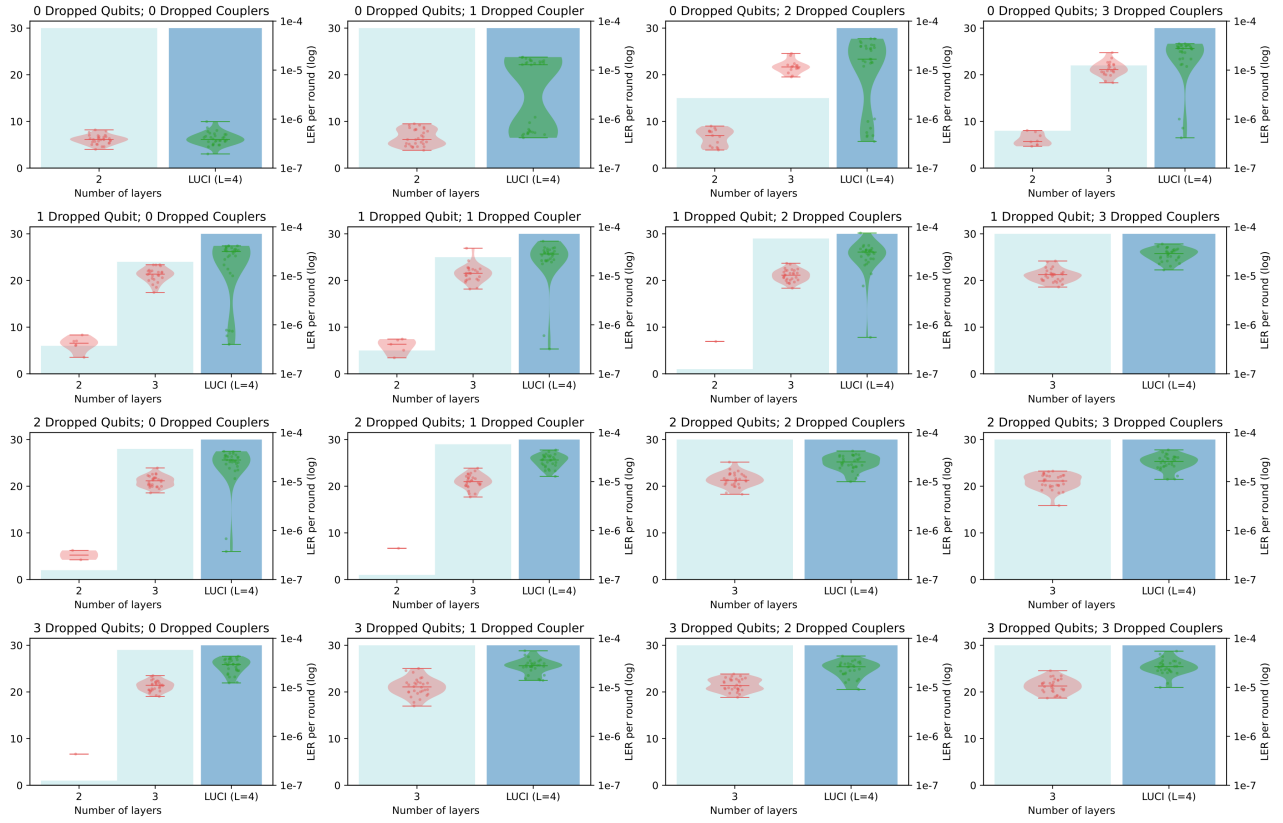 0 Dropped Qubits; 0 Dropped Couplers
30
20
10
0
1e-4
1e-5
1e-6
1e-7
LER per round (log)
2
LUCI (L=4)
Number of layers
0 Dropped Qubits; 1 Dropped Coupler
30
20
10
0
1e-4
1e-5
1e-6
1e-7
LER per round (log)
2
LUCI (L=4)
Number of layers
0 Dropped Qubits; 2 Dropped Couplers
30
20
10
0
1e-4
1e-5
1e-6
1e-7
LER per round (log)
2
3
LUCI (L=4)
Number of layers
0 Dropped Qubits; 3 Dropped Couplers
30
20
10
0
1e-4
1e-5
1e-6
1e-7
LER per round (log)
2
3
LUCI (L=4)
Number of layers
1 Dropped Qubit; 0 Dropped Couplers
30
20
10
0
1e-4
1e-5
1e-6
1e-7
LER per round (log)
2
3
LUCI (L=4)
Number of layers
1 Dropped Qubit; 1 Dropped Coupler
30
20
10
0
1e-4
1e-5
1e-6
1e-7
LER per round (log)
2
3
LUCI (L=4)
Number of layers
1 Dropped Qubit; 2 Dropped Couplers
30
20
10
0
1e-4
1e-5
1e-6
1e-7
LER per round (log)
2
3
LUCI (L=4)
Number of layers
1 Dropped Qubit; 3 Dropped Couplers
30
20
10
0
1e-4
1e-5
1e-6
1e-7
LER per round (log)
3
LUCI (L=4)
Number of layers
2 Dropped Qubits; 0 Dropped Couplers
30
20
10
0
1e-4
1e-5
1e-6
1e-7
LER per round (log)
2
3
LUCI (L=4)
Number of layers
2 Dropped Qubits; 1 Dropped Coupler
30
20
10
0
1e-4
1e-5
1e-6
1e-7
LER per round (log)
2
3
LUCI (L=4)
Number of layers
2 Dropped Qubits; 2 Dropped Couplers
30
20
10
0
1e-4
1e-5
1e-6
1e-7
LER per round (log)
3
LUCI (L=4)
Number of layers
2 Dropped Qubits; 3 Dropped Couplers
30
20
10
0
1e-4
1e-5
1e-6
1e-7
LER per round (log)
3
LUCI (L=4)
Number of layers
3 Dropped Qubits; 0 Dropped Couplers
30
20
10
0
1e-4
1e-5
1e-6
1e-7
LER per round (log)
2
3
LUCI (L=4)
Number of layers
3 Dropped Qubits; 1 Dropped Coupler
30
20
10
0
1e-4
1e-5
1e-6
1e-7
LER per round (log)
3
LUCI (L=4)
Number of layers
3 Dropped Qubits; 2 Dropped Couplers
30
20
10
0
1e-4
1e-5
1e-6
1e-7
LER per round (log)
3
LUCI (L=4)
Number of layers
3 Dropped Qubits; 3 Dropped Couplers
30
20
10
0
1e-4
1e-5
1e-6
1e-7
LER per round (log)
3
LUCI (L=4)
Number of layers